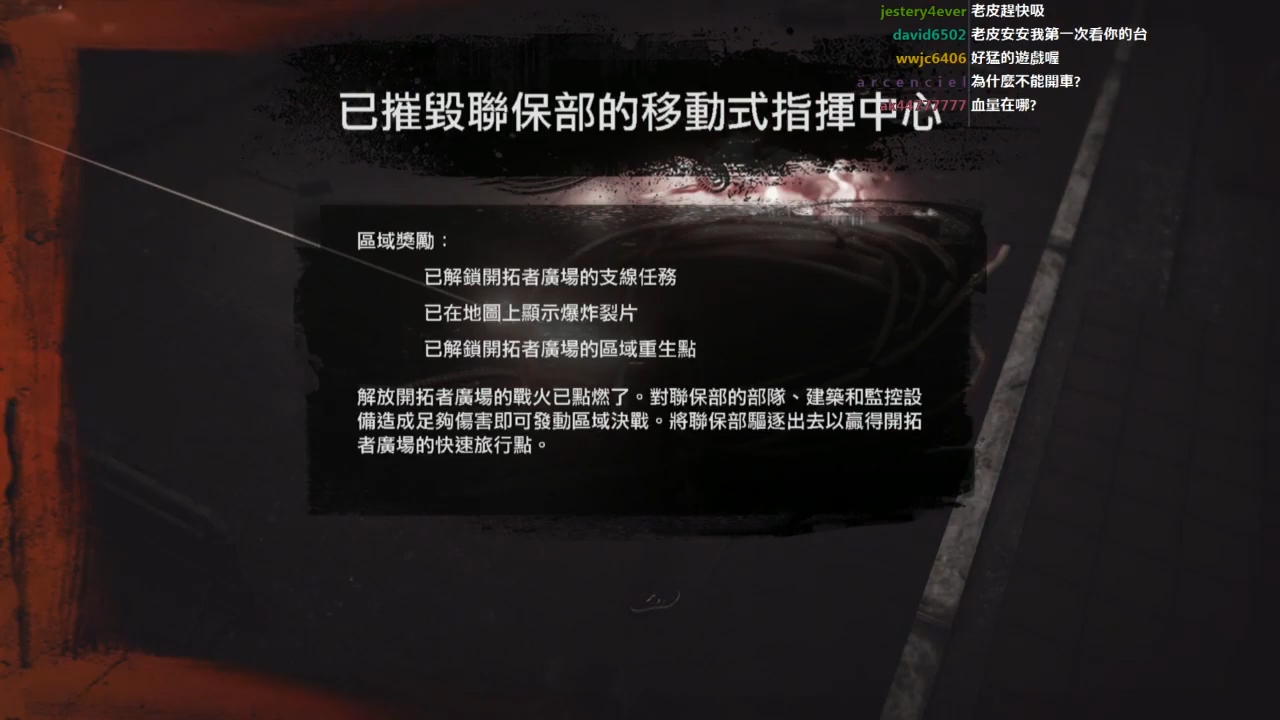 jestery4ever 老皮趕快吸
david6502 老皮安安我第一次看你的台
wwjc6406 好猛的遊戲喔
arcenciel 為什麼不能開車?
ak44777777 血量在哪?
已摧毀聯保部的移動式指揮中心
區域獎勵：
已解鎖開拓者廣場的支線任務
已在地圖上顯示爆炸裂片
已解鎖開拓者廣場的區域重生點
解放開拓者廣場的戰火已點燃了。對聯保部的部隊、建築和監控設
備造成足夠傷害即可發動區域決戰。將聯保部驅逐出去以贏得開拓
者廣場的快速旅行點。